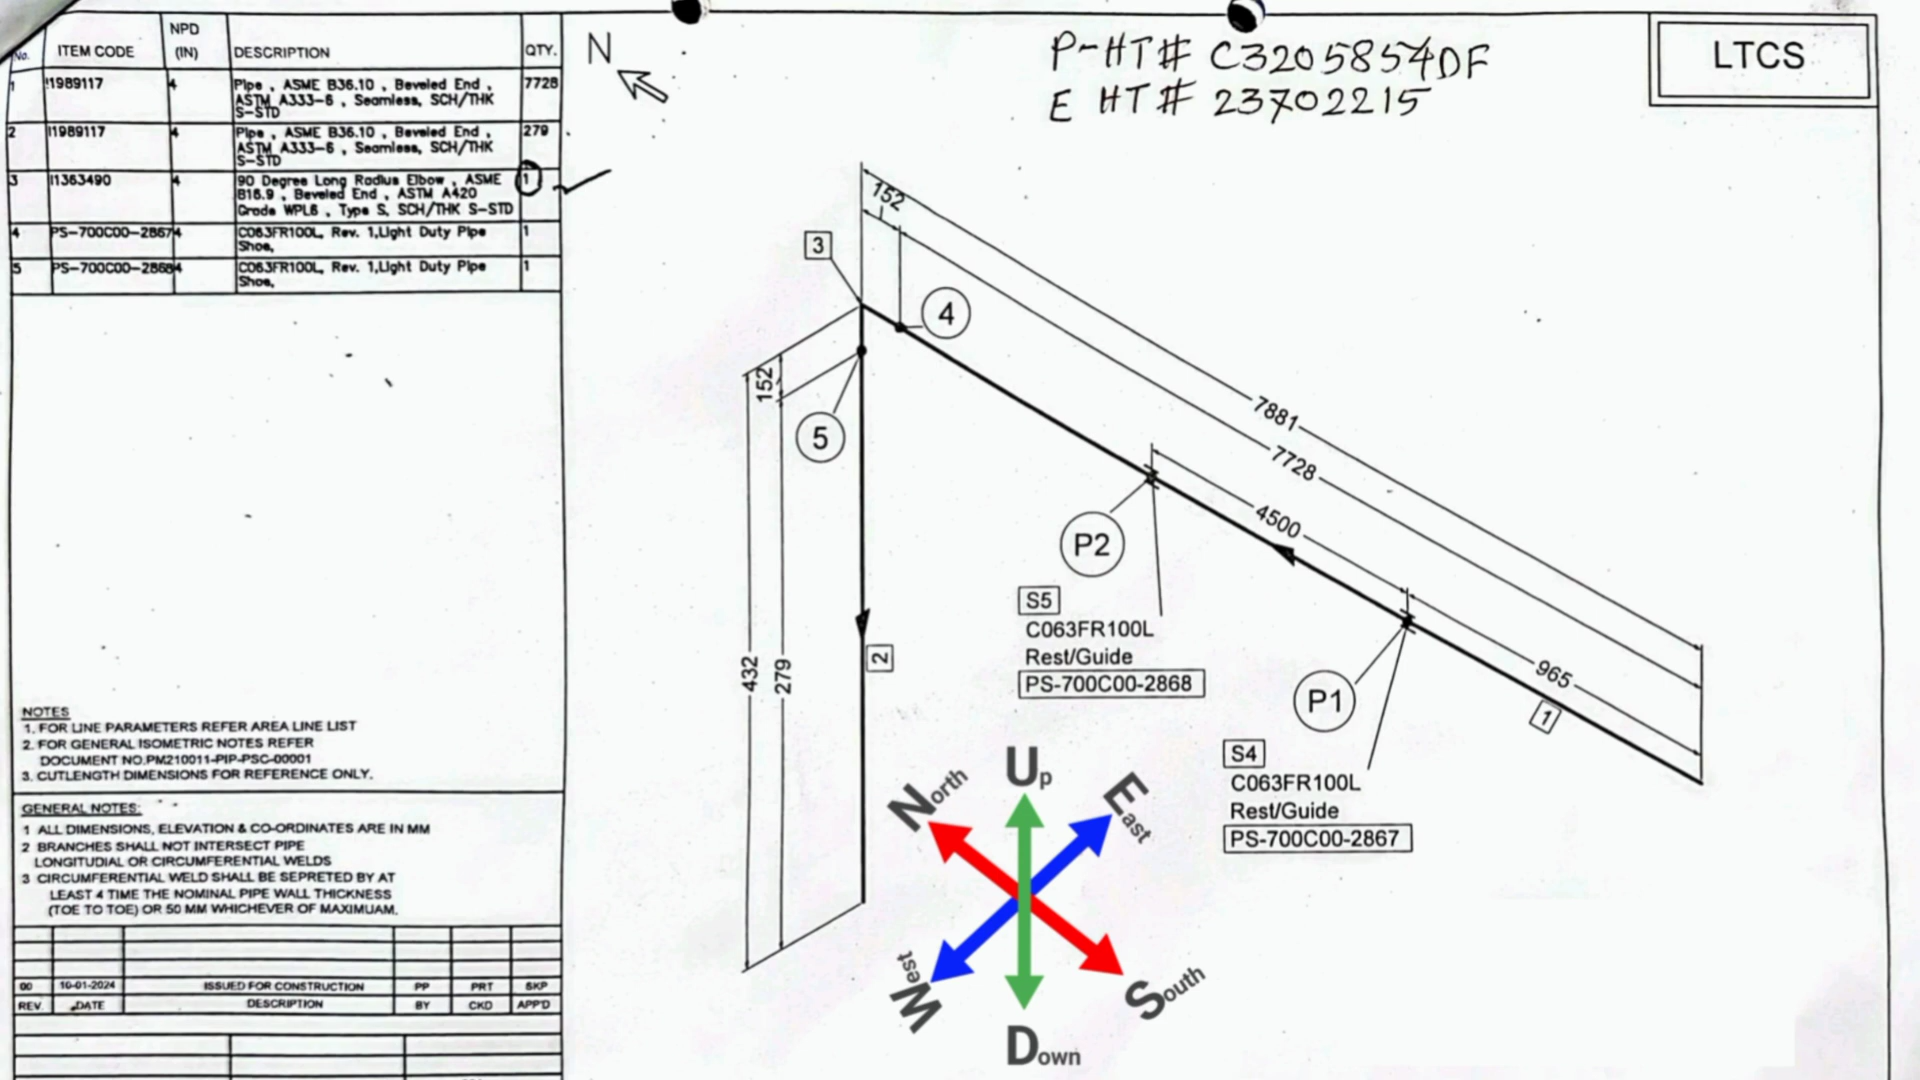 No. ITEM CODE NPD (IN) DESCRIPTION QTY.
1 I1989117 4 Pipe , ASME B36.10 , Beveled End , ASTM A333-6 , Seamless, SCH/THK S-STD 7728
2 I1989117 4 Pipe , ASME B36.10 , Beveled End , ASTM A333-6 , Seamless, SCH/THK S-STD 279
3 I1363490 4 90 Degree Long Radius Elbow , ASME B16.9 , Beveled End , ASTM A420 Grade WPL6 , Type S, SCH/THK S-STD 1
4 PS-700C00-2867 4 C063FR100L, Rev. 1,Light Duty Pipe Shoe, 1
5 PS-700C00-2868 4 C063FR100L, Rev. 1,Light Duty Pipe Shoe, 1
N
P-HT# C3205854DF
E HT# 23702215
LTCS
152
3
4
152
5
7881
7728
4500
P2
S5
C063FR100L
Rest/Guide
PS-700C00-2868
432
279
2
965
P1
1
S4
C063FR100L
Rest/Guide
PS-700C00-2867
Up
North
East
West
South
Down
NOTES
1. FOR LINE PARAMETERS REFER AREA LINE LIST
2. FOR GENERAL ISOMETRIC NOTES REFER
DOCUMENT NO.PM210011-PIP-PSC-00001
3. CUTLENGTH DIMENSIONS FOR REFERENCE ONLY.
GENERAL NOTES:
1 ALL DIMENSIONS, ELEVATION & CO-ORDINATES ARE IN MM
2 BRANCHES SHALL NOT INTERSECT PIPE
LONGITUDIAL OR CIRCUMFERENTIAL WELDS
3 CIRCUMFERENTIAL WELD SHALL BE SEPRETED BY AT
LEAST 4 TIME THE NOMINAL PIPE WALL THICKNESS
(TOE TO TOE) OR 50 MM WHICHEVER OF MAXIMUAM.
00 10-01-2024 ISSUED FOR CONSTRUCTION PP PRT SKP
REV. DATE DESCRIPTION BY CKD APP'D